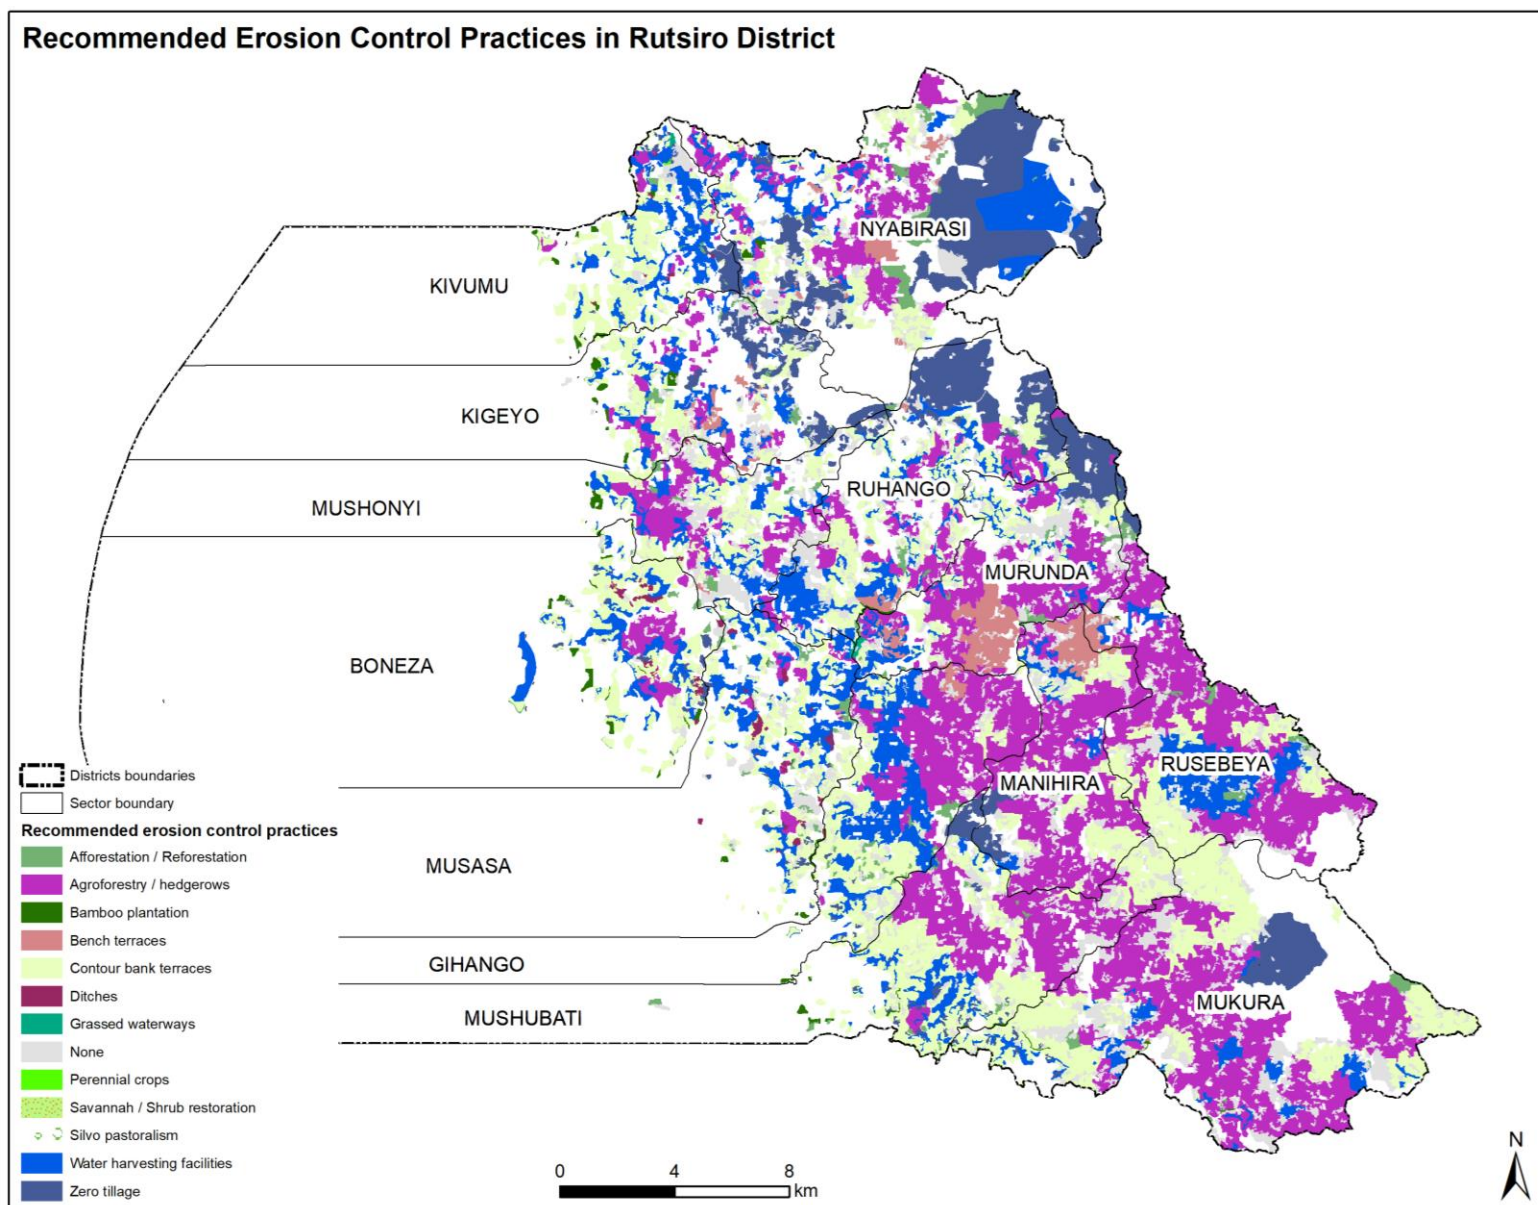 Recommended Erosion Control Practices in Rutsiro District
NYABIRASI
KIVUMU
KIGEYO
RUHANGO
MUSHONYI
MURUNDA
BONEZA
RUSEBEYA
MANIHIRA
MUSASA
GIHANGO
MUKURA
MUSHUBATI
Districts boundaries
Sector boundary
Recommended erosion control practices
Afforestation / Reforestation
Agroforestry / hedgerows
Bamboo plantation
Bench terraces
Contour bank terraces
Ditches
Grassed waterways
None
Perennial crops
Savannah / Shrub restoration
Silvo pastoralism
Water harvesting facilities
Zero tillage
0 4 8
km
N